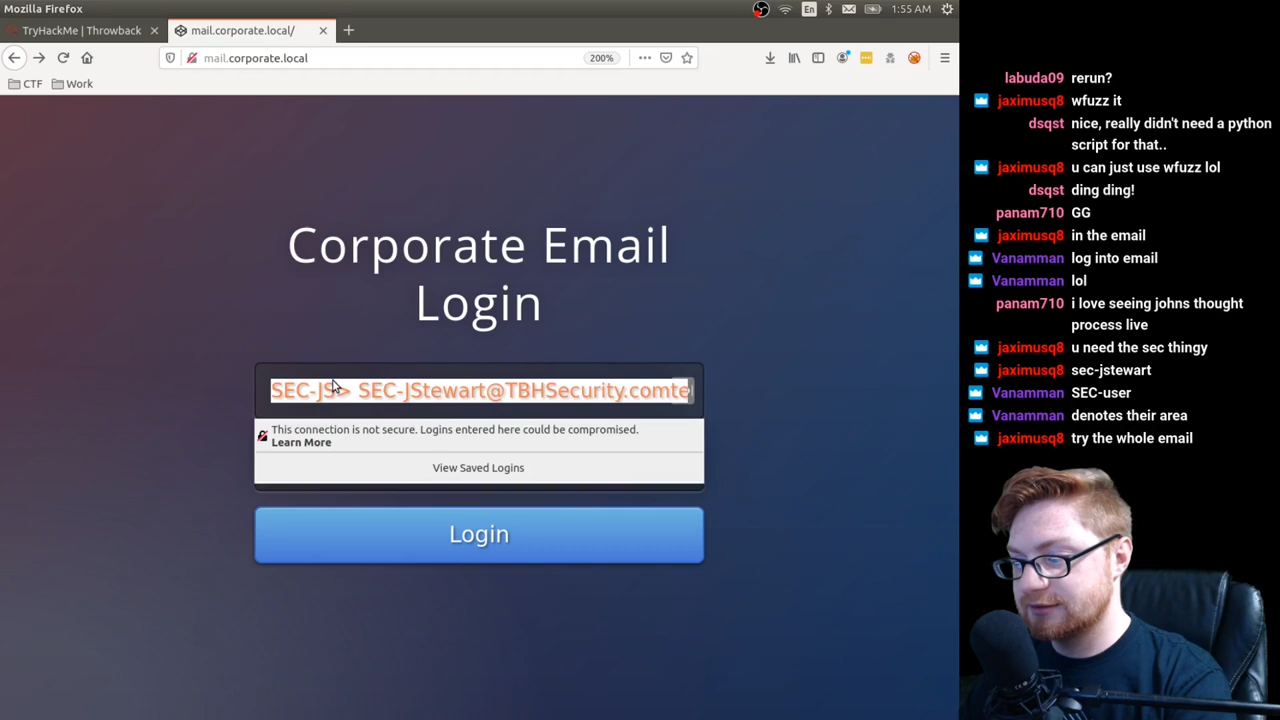 Mozilla Firefox
En
1:55 AM
TryHackMe | Throwback
mail.corporate.local/
mail.corporate.local
200%
CTF
Work
Corporate Email
Login
SEC-JS> SEC-JStewart@TBHSecurity.comte
This connection is not secure. Logins entered here could be compromised.
Learn More
View Saved Logins
Login
labuda09 rerun?
jaximusq8 wfuzz it
dsqst nice, really didn't need a python
script for that..
jaximusq8 u can just use wfuzz lol
dsqst ding ding!
panam710 GG
jaximusq8 in the email
Vanamman log into email
Vanamman lol
panam710 i love seeing johns thought
process live
jaximusq8 u need the sec thingy
jaximusq8 sec-jstewart
Vanamman SEC-user
Vanamman denotes their area
jaximusq8 try the whole email